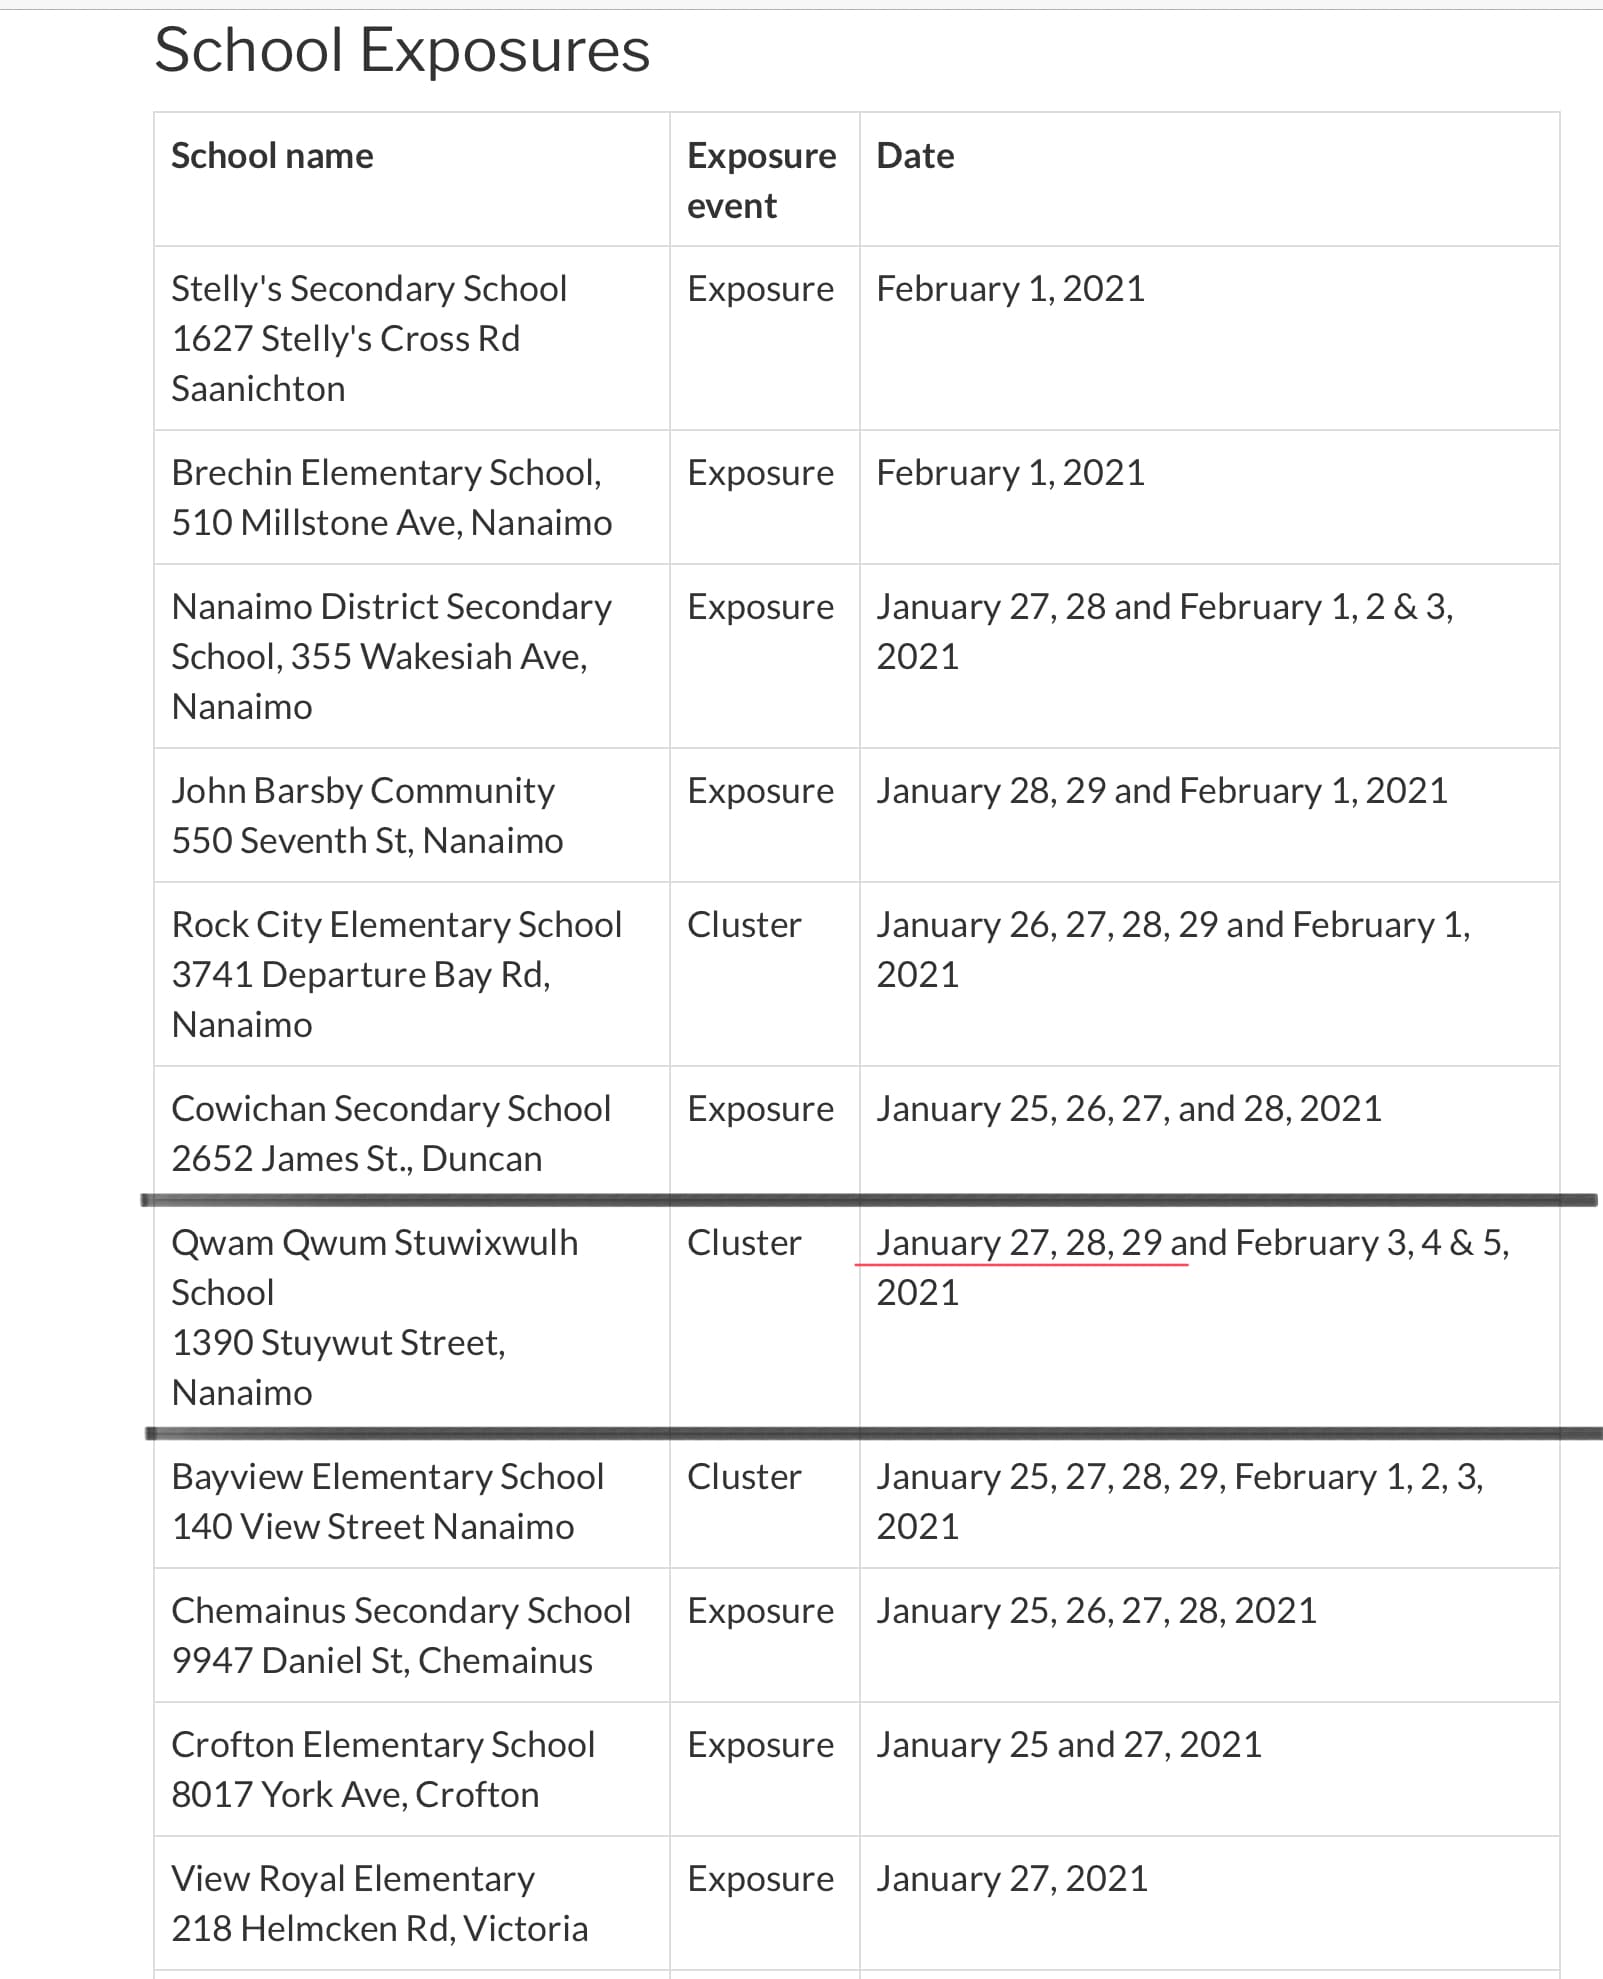 School Exposures
School name
Exposure
event
Date
Stelly's Secondary School
1627 Stelly's Cross Rd
Saanichton
Exposure
February 1, 2021
Brechin Elementary School,
510 Millstone Ave, Nanaimo
Exposure
February 1, 2021
Nanaimo District Secondary
School, 355 Wakesiah Ave,
Nanaimo
Exposure
January 27, 28 and February 1, 2 & 3,
2021
John Barsby Community
550 Seventh St, Nanaimo
Exposure
January 28, 29 and February 1, 2021
Rock City Elementary School
3741 Departure Bay Rd,
Nanaimo
Cluster
January 26, 27, 28, 29 and February 1,
2021
Cowichan Secondary School
2652 James St., Duncan
Exposure
January 25, 26, 27, and 28, 2021
Qwam Qwum Stuwixwulh
School
1390 Stuywut Street,
Nanaimo
Cluster
January 27, 28, 29 and February 3, 4 & 5,
2021
Bayview Elementary School
140 View Street Nanaimo
Cluster
January 25, 27, 28, 29, February 1, 2, 3,
2021
Chemainus Secondary School
9947 Daniel St, Chemainus
Exposure
January 25, 26, 27, 28, 2021
Crofton Elementary School
8017 York Ave, Crofton
Exposure
January 25 and 27, 2021
View Royal Elementary
218 Helmcken Rd, Victoria
Exposure
January 27, 2021